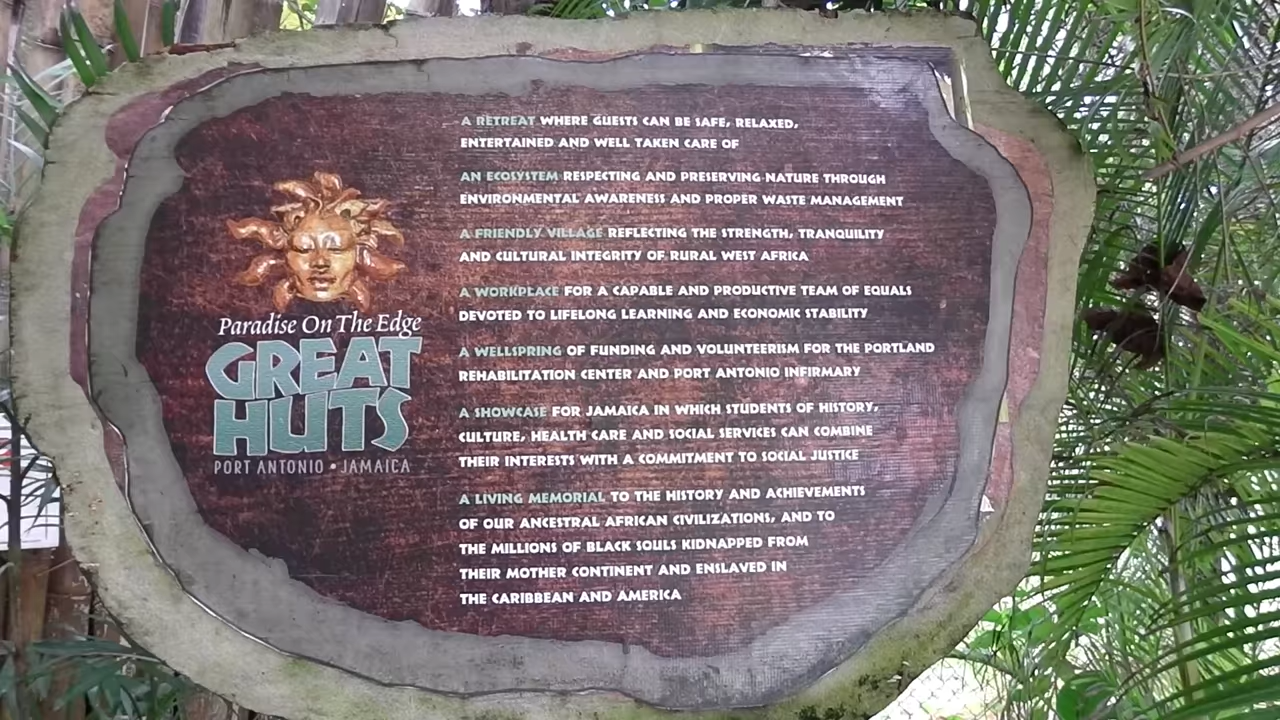 Paradise On The Edge
GREAT
HUTS
PORT ANTONIO • JAMAICA
A RETREAT WHERE GUESTS CAN BE SAFE, RELAXED,
ENTERTAINED AND WELL TAKEN CARE OF
AN ECOSYSTEM RESPECTING AND PRESERVING NATURE THROUGH
ENVIRONMENTAL AWARENESS AND PROPER WASTE MANAGEMENT
A FRIENDLY VILLAGE REFLECTING THE STRENGTH, TRANQUILITY
AND CULTURAL INTEGRITY OF RURAL WEST AFRICA
A WORKPLACE FOR A CAPABLE AND PRODUCTIVE TEAM OF EQUALS
DEVOTED TO LIFELONG LEARNING AND ECONOMIC STABILITY
A WELLSPRING OF FUNDING AND VOLUNTEERISM FOR THE PORTLAND
REHABILITATION CENTER AND PORT ANTONIO INFIRMARY
A SHOWCASE FOR JAMAICA IN WHICH STUDENTS OF HISTORY,
CULTURE, HEALTH CARE AND SOCIAL SERVICES CAN COMBINE
THEIR INTERESTS WITH A COMMITMENT TO SOCIAL JUSTICE
A LIVING MEMORIAL TO THE HISTORY AND ACHIEVEMENTS
OF OUR ANCESTRAL AFRICAN CIVILIZATIONS, AND TO
THE MILLIONS OF BLACK SOULS KIDNAPPED FROM
THEIR MOTHER CONTINENT AND ENSLAVED IN
THE CARIBBEAN AND AMERICA